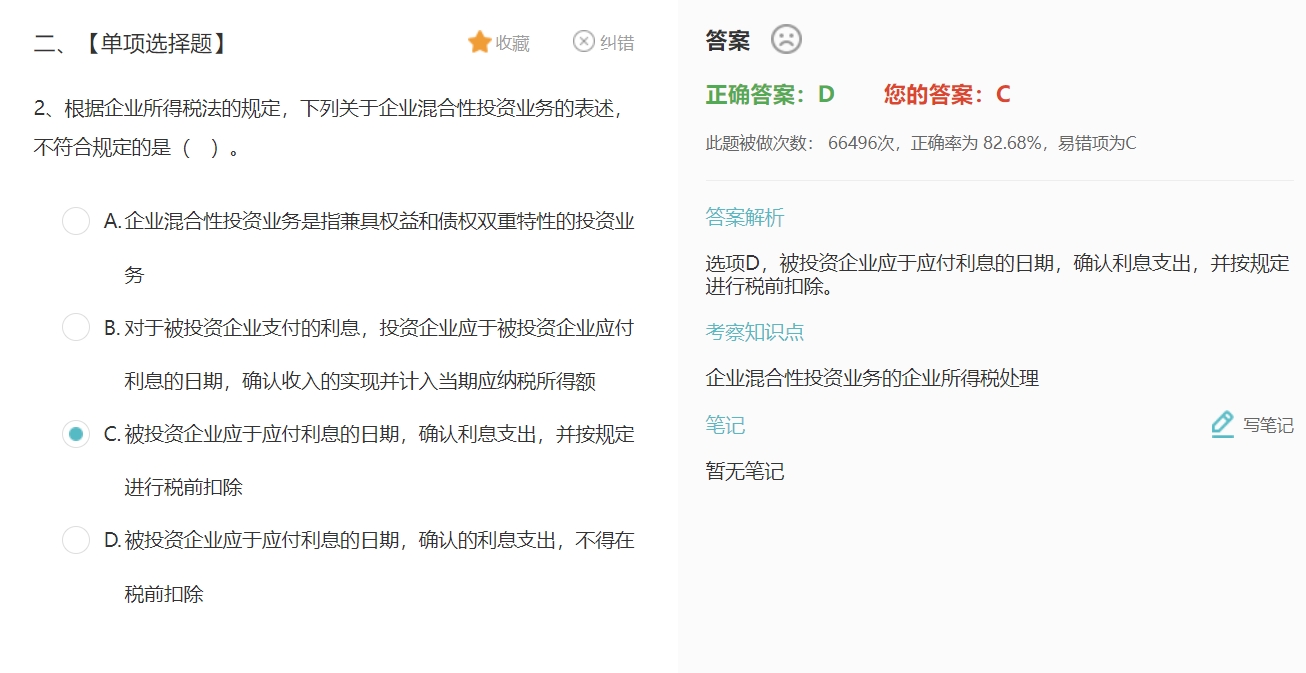 二、【单项选择题】
收藏
纠错
2、根据企业所得税法的规定，下列关于企业混合性投资业务的表述，
不符合规定的是（　）。
A.企业混合性投资业务是指兼具权益和债权双重特性的投资业
务
B.对于被投资企业支付的利息，投资企业应于被投资企业应付
利息的日期，确认收入的实现并计入当期应纳税所得额
C.被投资企业应于应付利息的日期，确认利息支出，并按规定
进行税前扣除
D.被投资企业应于应付利息的日期，确认的利息支出，不得在
税前扣除
答案
正确答案：D 您的答案：C
此题被做次数： 66496次，正确率为 82.68%，易错项为C
答案解析
选项D，被投资企业应于应付利息的日期，确认利息支出，并按规定
进行税前扣除。
考察知识点
企业混合性投资业务的企业所得税处理
笔记
写笔记
暂无笔记